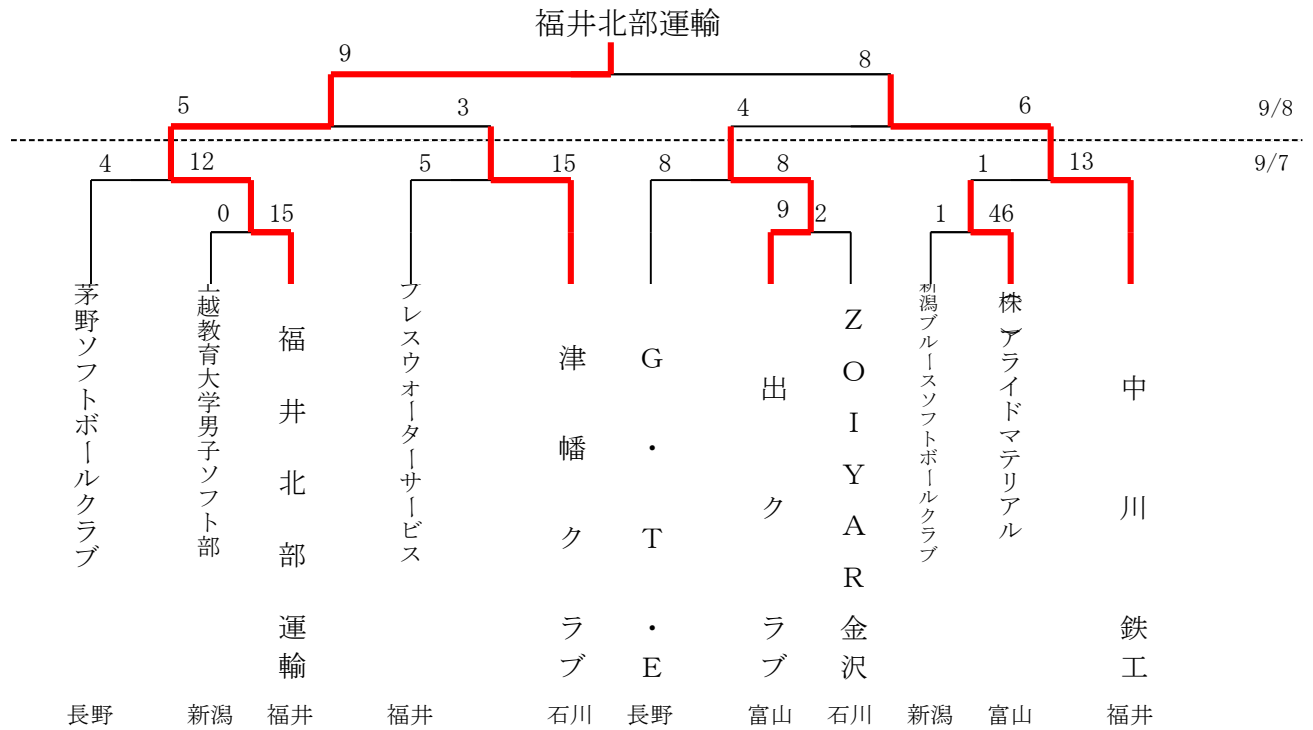 福井北部運輸
9 8
5 3 4 6 9/8
4 12 5 15 8 8 1 13 9/7
0 15 9 2 1 46
茅野ソフトボールクラブ
上越教育大学男子ソフト部
福井北部運輸
フレスウオーターサービス
津幡クラブ
G・T・E
出クラブ
ZOIYAR金沢
新潟ブルースソフトボールクラブ
㈱アライドマテリアル
中川鉄工
長野 新潟 福井 福井 石川 長野 富山 石川 新潟 富山 福井